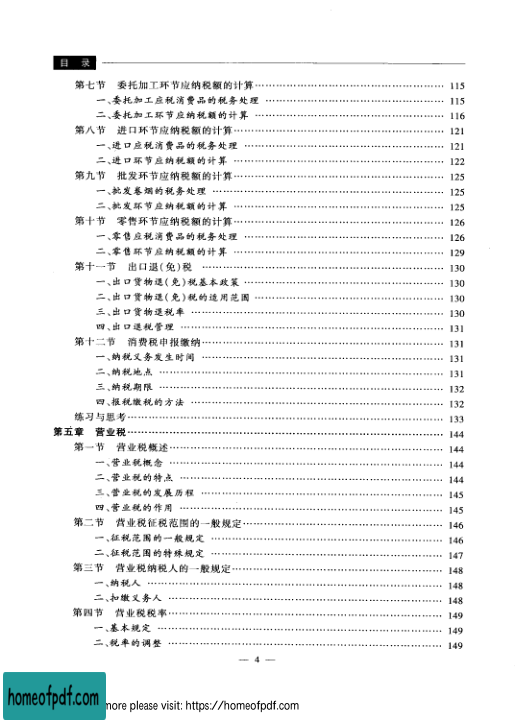 目 录
第七节 委托加工环节应纳税额的计算 …… 115
一、委托加工应税消费品的税务处理 …… 115
二、委托加工环节应纳税额的计算 …… 116
第八节 进口环节应纳税额的计算 …… 121
一、进口应税消费品的税务处理 …… 121
二、进口环节应纳税额的计算 …… 122
第九节 批发环节应纳税额的计算 …… 125
一、批发卷烟的税务处理 …… 125
二、批发环节应纳税额的计算 …… 125
第十节 零售环节应纳税额的计算 …… 126
一、零售应税消费品的税务处理 …… 126
二、零售环节应纳税额的计算 …… 129
第十一节 出口退(免)税 …… 130
一、出口货物退(免)税基本政策 …… 130
二、出口货物退(免)税的适用范围 …… 130
三、出口货物退税率 …… 130
四、出口退税管理 …… 131
第十二节 消费税申报缴纳 …… 131
一、纳税义务发生时间 …… 131
二、纳税地点 …… 131
三、纳税期限 …… 132
四、报税缴税的方法 …… 132
练习与思考 …… 133
第五章 营业税 …… 144
第一节 营业税概述 …… 144
一、营业税概念 …… 144
二、营业税的特点 …… 144
三、营业税的发展历程 …… 145
四、营业税的作用 …… 145
第二节 营业税征税范围的一般规定 …… 146
一、征税范围的一般规定 …… 146
二、征税范围的特殊规定 …… 147
第三节 营业税纳税人的一般规定 …… 148
一、纳税人 …… 148
二、扣缴义务人 …… 148
第四节 营业税税率 …… 149
一、基本规定 …… 149
二、税率的调整 …… 149
— 4 —
homeofpdf.com
more please visit: https://homeofpdf.com